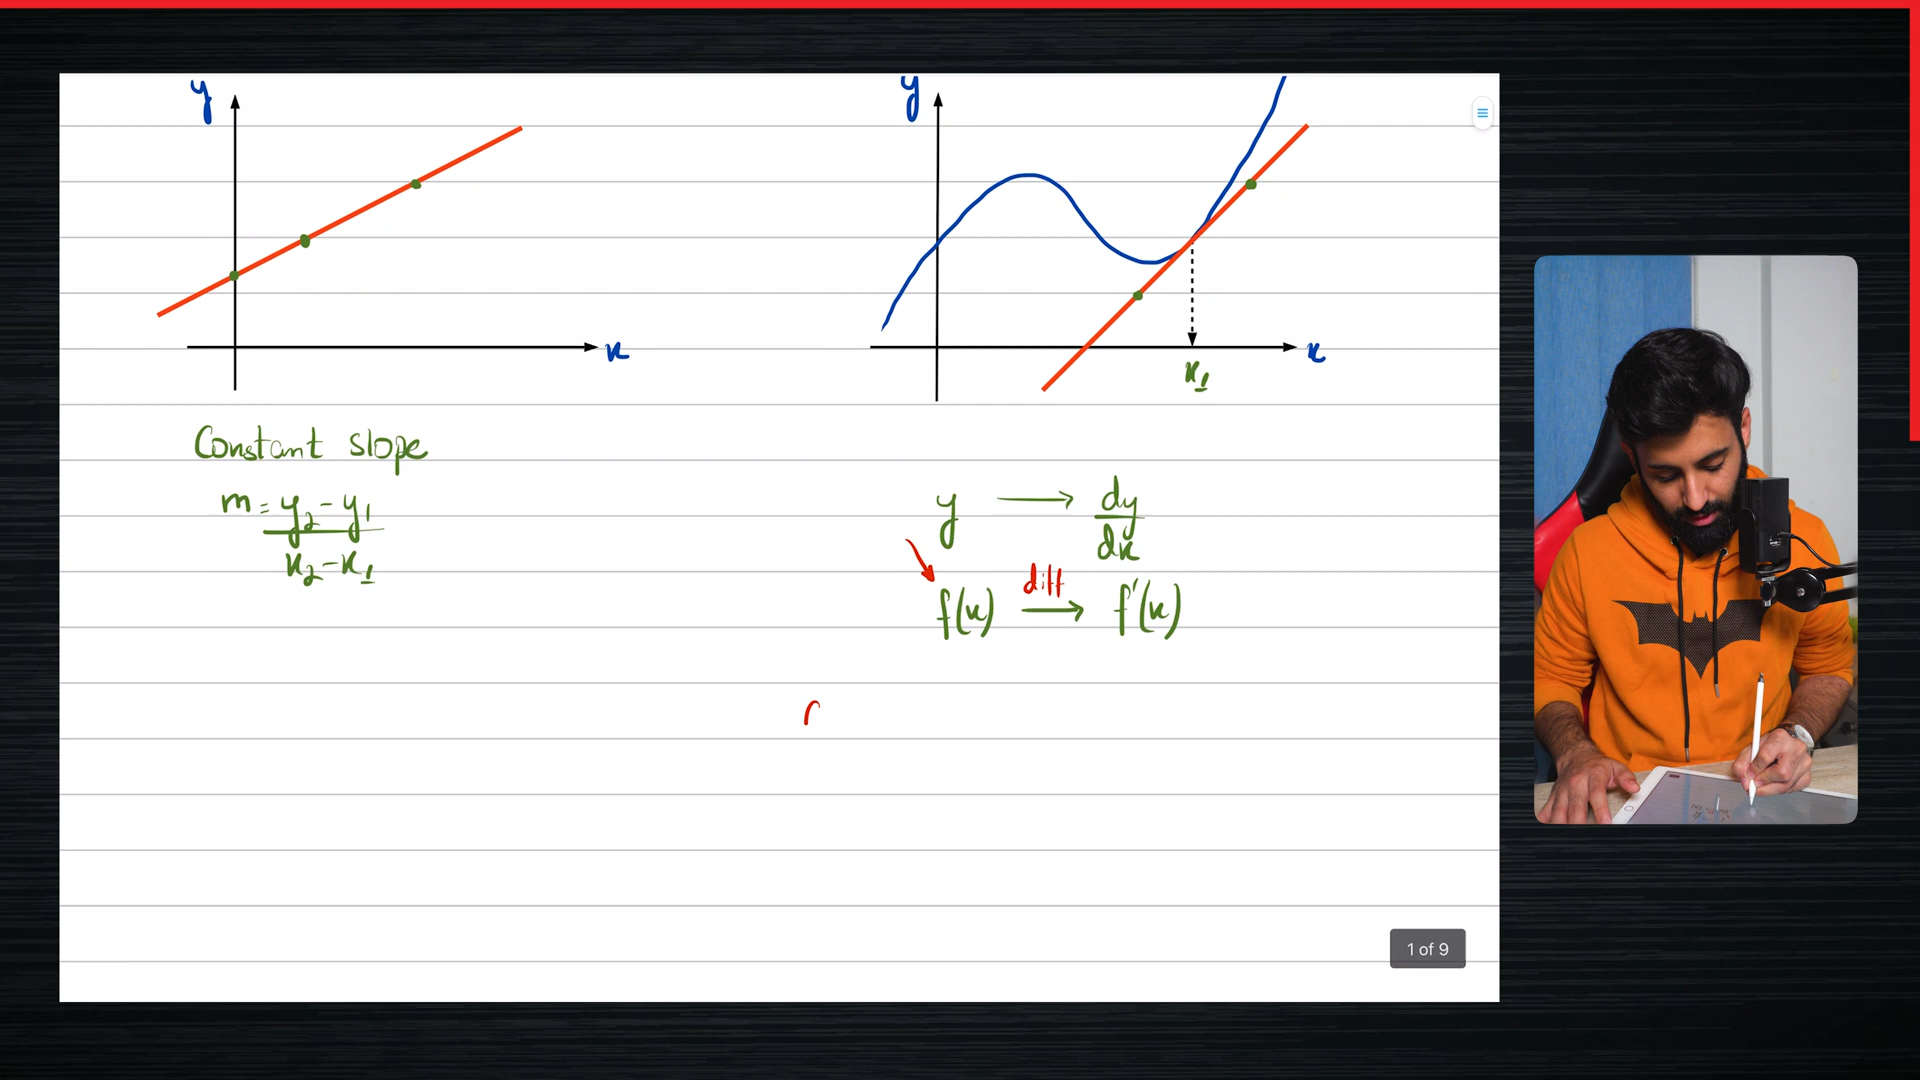 y
x
y
x
x₁
Constant slope
m = y₂ - y₁
x₂ - x₁
y → dy
dx
diff
f(x) → f'(x)
1 of 9